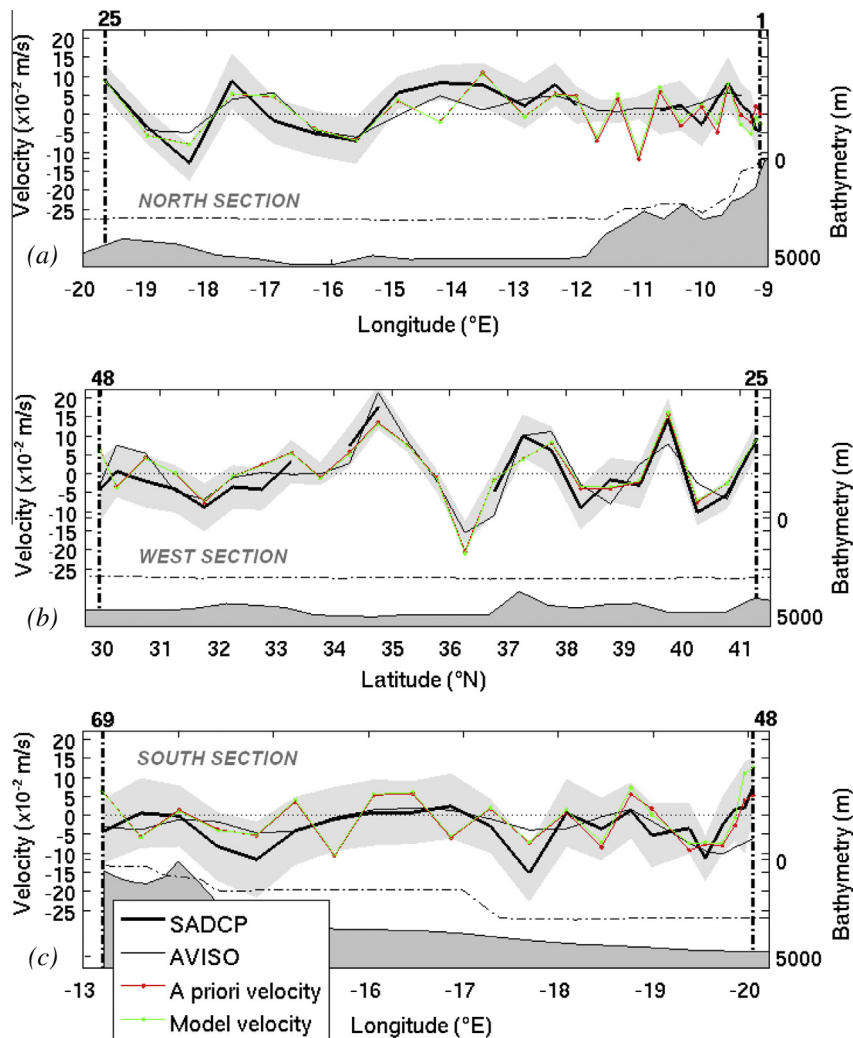 25 1
20
15
10
5
0
-5
-10
-15
-20
-25
Velocity (x10⁻² m/s)
NORTH SECTION
(a)
0
5000
Bathymetry (m)
-20 -19 -18 -17 -16 -15 -14 -13 -12 -11 -10 -9
Longitude (°E)
48 25
20
15
10
5
0
-5
-10
-15
-20
-25
Velocity (x10⁻² m/s)
WEST SECTION
(b)
0
5000
Bathymetry (m)
30 31 32 33 34 35 36 37 38 39 40 41
Latitude (°N)
69 48
20
15
10
5
0
-5
-10
-15
-20
-25
Velocity (x10⁻² m/s)
SOUTH SECTION
(c)
0
5000
Bathymetry (m)
SADCP
AVISO
A priori velocity
Model velocity
-13 -16 -17 -18 -19 -20
Longitude (°E)